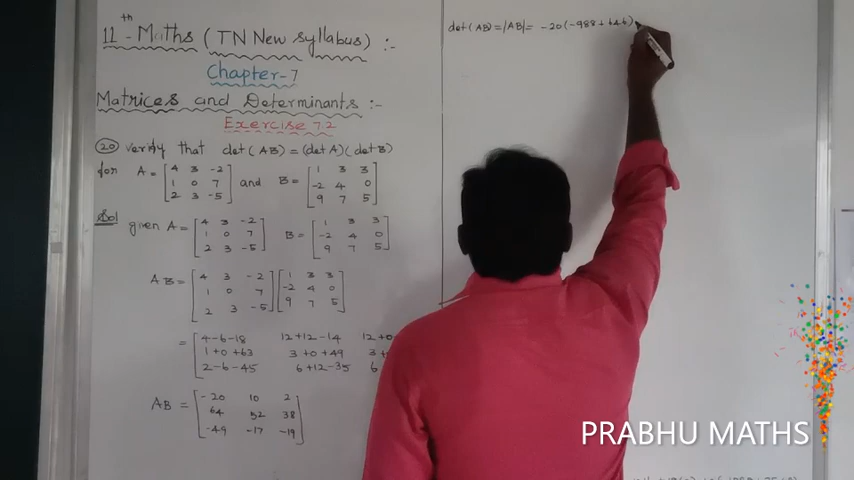 11th - Maths (TN New syllabus) :-
Chapter-7
Matrices and Determinants :-
Exercise 7.2
20 verify that det(AB) = (det A)(det B)
for A = [4 3 -2
1 0 7
2 3 -5] and B = [1 3 3
-2 4 0
9 7 5]
Sol given A = [4 3 -2
1 0 7
2 3 -5] B = [1 3 3
-2 4 0
9 7 5]
AB = [4 3 -2
1 0 7
2 3 -5] [1 3 3
-2 4 0
9 7 5]
= [4-6-18 12+12-14 12+0
1+0+63 3+0+49 3+
2-6-45 6+12-35 6
AB = [-20 10 2
64 52 38
-49 -17 -19]
det(AB) = |AB| = -20(-988+646)
PRABHU MATHS